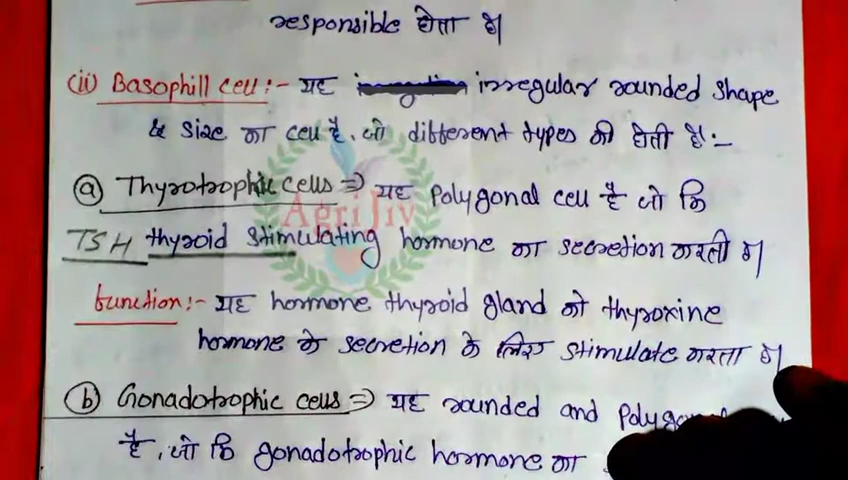 responsible होता है।
(ii) Basophill cell:- यह irregular rounded shape
& size का cell है, जो different types की होती है:-
(a) Thyrotrophic cells ⇒ यह polygonal cell है जो कि
TSH thyroid stimulating hormone का secretion करती है।
function:- यह hormone thyroid gland को thyroxine
hormone के secretion के लिए stimulate करता है।
(b) Gonadotrophic cells ⇒ यह rounded and
है, जो कि gonadotrophic hormone का
Agri Jiv